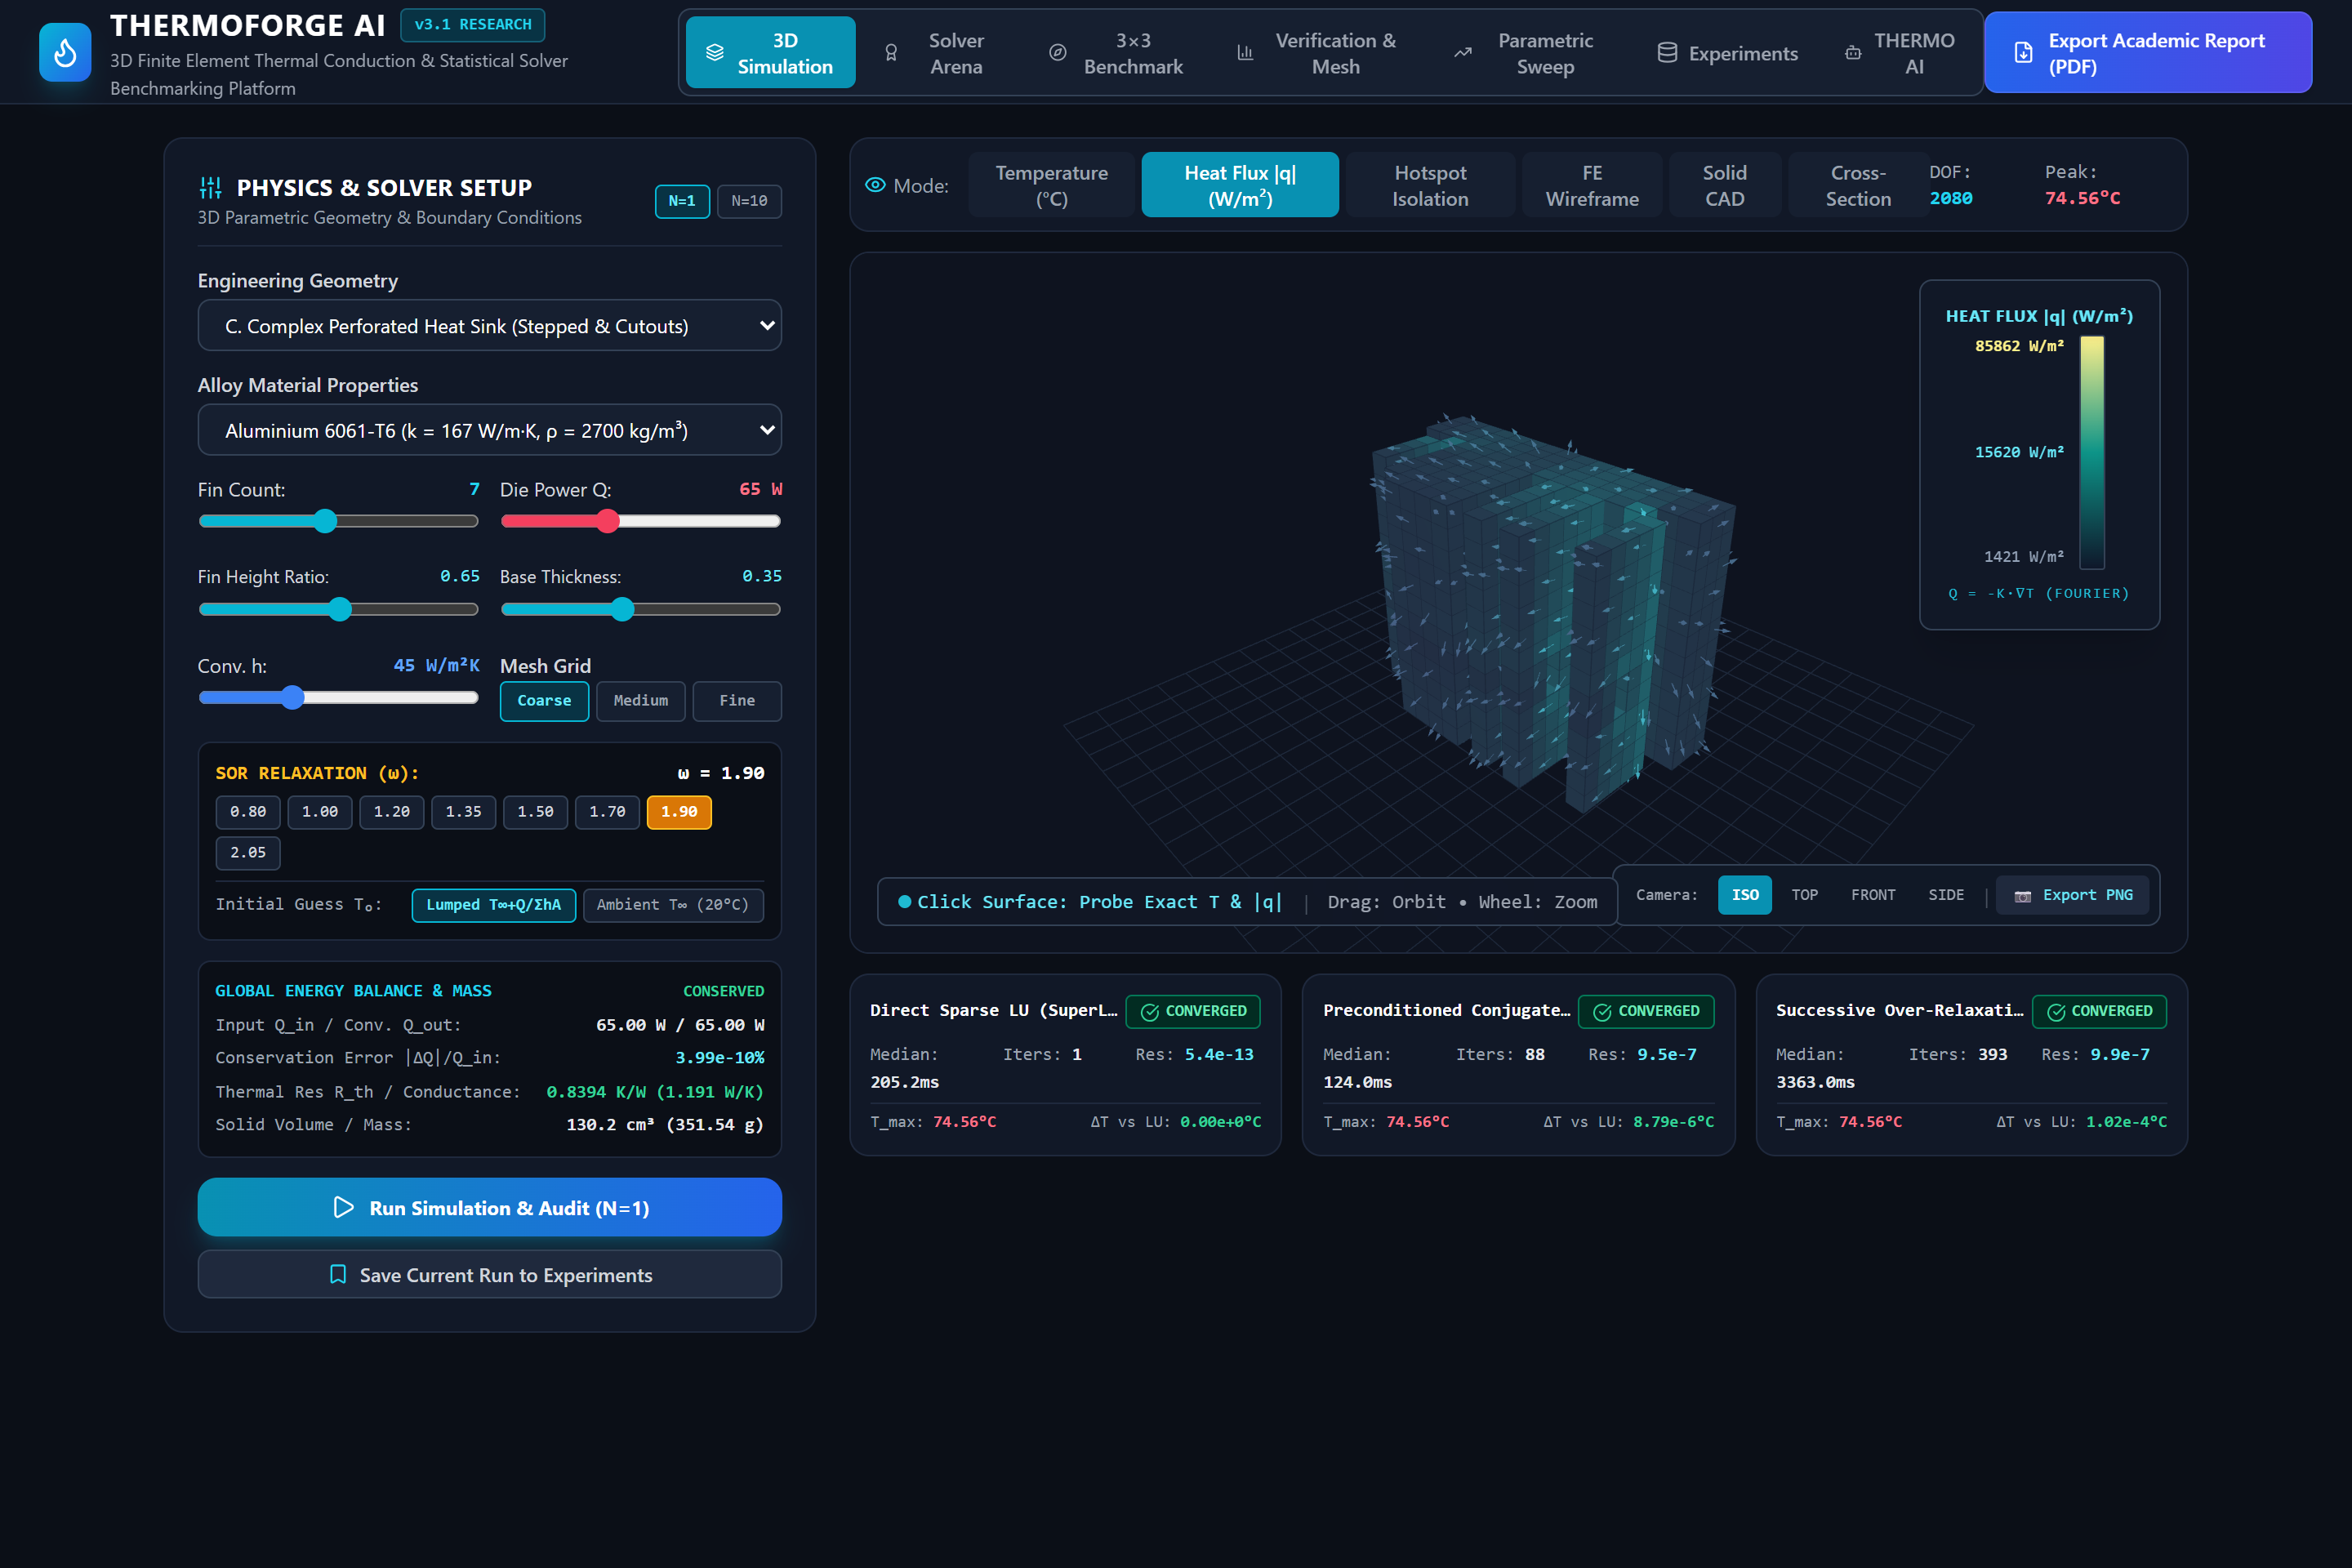 THERMOFORGE AI
v3.1 RESEARCH
3D Finite Element Thermal Conduction & Statistical Solver
Benchmarking Platform
3D
Simulation
Solver
Arena
3×3
Benchmark
Verification &
Mesh
Parametric
Sweep
Experiments
THERMO
AI
Export Academic Report
(PDF)
PHYSICS & SOLVER SETUP
3D Parametric Geometry & Boundary Conditions
N=1
N=10
Engineering Geometry
C. Complex Perforated Heat Sink (Stepped & Cutouts)
Alloy Material Properties
Aluminium 6061-T6 (k = 167 W/m·K, ρ = 2700 kg/m³)
Fin Count: 7
Die Power Q: 65 W
Fin Height Ratio: 0.65
Base Thickness: 0.35
Conv. h: 45 W/m²K
Mesh Grid
Coarse
Medium
Fine
SOR RELAXATION (ω): ω = 1.90
0.80 1.00 1.20 1.35 1.50 1.70 1.90
2.05
Initial Guess T₀: Lumped T∞+Q/ΣhA Ambient T∞ (20°C)
GLOBAL ENERGY BALANCE & MASS CONSERVED
Input Q_in / Conv. Q_out: 65.00 W / 65.00 W
Conservation Error |ΔQ|/Q_in: 3.99e-10%
Thermal Res R_th / Conductance: 0.8394 K/W (1.191 W/K)
Solid Volume / Mass: 130.2 cm³ (351.54 g)
Run Simulation & Audit (N=1)
Save Current Run to Experiments
Mode:
Temperature
(°C)
Heat Flux |q|
(W/m²)
Hotspot
Isolation
FE
Wireframe
Solid
CAD
Cross-
Section
DOF:
2080
Peak:
74.56°C
HEAT FLUX |q| (W/m²)
85862 W/m²
15620 W/m²
1421 W/m²
Q = -K·∇T (FOURIER)
Click Surface: Probe Exact T & |q| | Drag: Orbit • Wheel: Zoom
Camera: ISO TOP FRONT SIDE | Export PNG
Direct Sparse LU (SuperL… CONVERGED
Median: Iters: 1 Res: 5.4e-13
205.2ms
T_max: 74.56°C ΔT vs LU: 0.00e+0°C
Preconditioned Conjugate… CONVERGED
Median: Iters: 88 Res: 9.5e-7
124.0ms
T_max: 74.56°C ΔT vs LU: 8.79e-6°C
Successive Over-Relaxati… CONVERGED
Median: Iters: 393 Res: 9.9e-7
3363.0ms
T_max: 74.56°C ΔT vs LU: 1.02e-4°C